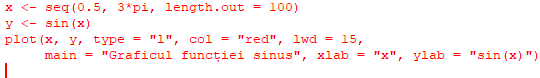 x <- seq(0.5, 3*pi, length.out = 100)
y <- sin(x)
plot(x, y, type = "l", col = "red", lwd = 15,
     main = "Graficul funcţiei sinus", xlab = "x", ylab = "sin(x)")